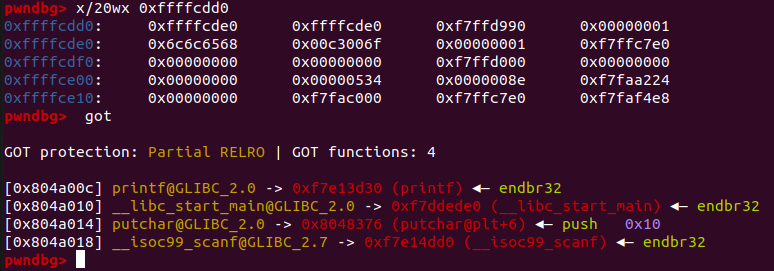 pwndbg> x/20wx 0xffffcdd0
0xffffcdd0: 0xffffcde0 0xffffcde0 0xf7ffd990 0x00000001
0xffffcde0: 0x6c6c6568 0x00c3006f 0x00000001 0xf7ffc7e0
0xffffcdf0: 0x00000000 0x00000000 0xf7ffd000 0x00000000
0xffffce00: 0x00000000 0x00000534 0x0000008e 0xf7faa224
0xffffce10: 0x00000000 0xf7fac000 0xf7ffc7e0 0xf7faf4e8
pwndbg> got
GOT protection: Partial RELRO | GOT functions: 4
[0x804a00c] printf@GLIBC_2.0 -> 0xf7e13d30 (printf) ◂— endbr32
[0x804a010] __libc_start_main@GLIBC_2.0 -> 0xf7ddede0 (__libc_start_main) ◂— endbr32
[0x804a014] putchar@GLIBC_2.0 -> 0x8048376 (putchar@plt+6) ◂— push 0x10
[0x804a018] __isoc99_scanf@GLIBC_2.7 -> 0xf7e14dd0 (__isoc99_scanf) ◂— endbr32
pwndbg>